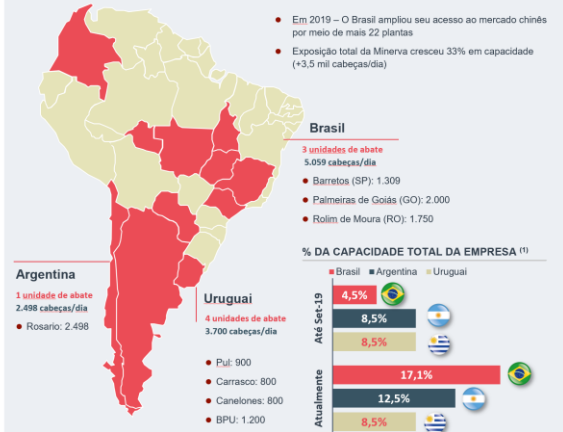 ● Em 2019 – O Brasil ampliou seu acesso ao mercado chinês
por meio de mais 22 plantas
● Exposição total da Minerva cresceu 33% em capacidade
(+3,5 mil cabeças/dia)
Brasil
3 unidades de abate
5.059 cabeças/dia
● Barretos (SP): 1.309
● Palmeiras de Goiás (GO): 2.000
● Rolim de Moura (RO): 1.750
Argentina
1 unidade de abate
2.498 cabeças/dia
● Rosario: 2.498
Uruguai
4 unidades de abate
3.700 cabeças/dia
● Pul: 900
● Carrasco: 800
● Canelones: 800
● BPU: 1.200
% DA CAPACIDADE TOTAL DA EMPRESA (1)
Brasil Argentina Uruguai
Até Set-19
4,5%
8,5%
8,5%
Atualmente
17,1%
12,5%
8,5%